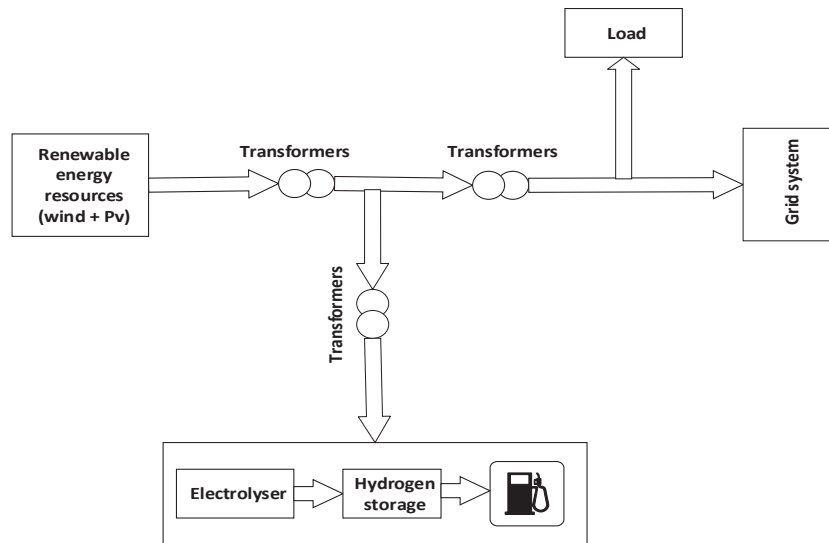 Load
Transformers
Transformers
Renewable
energy
resources
(wind + Pv)
Grid system
Transformers
Electrolyser
Hydrogen
storage